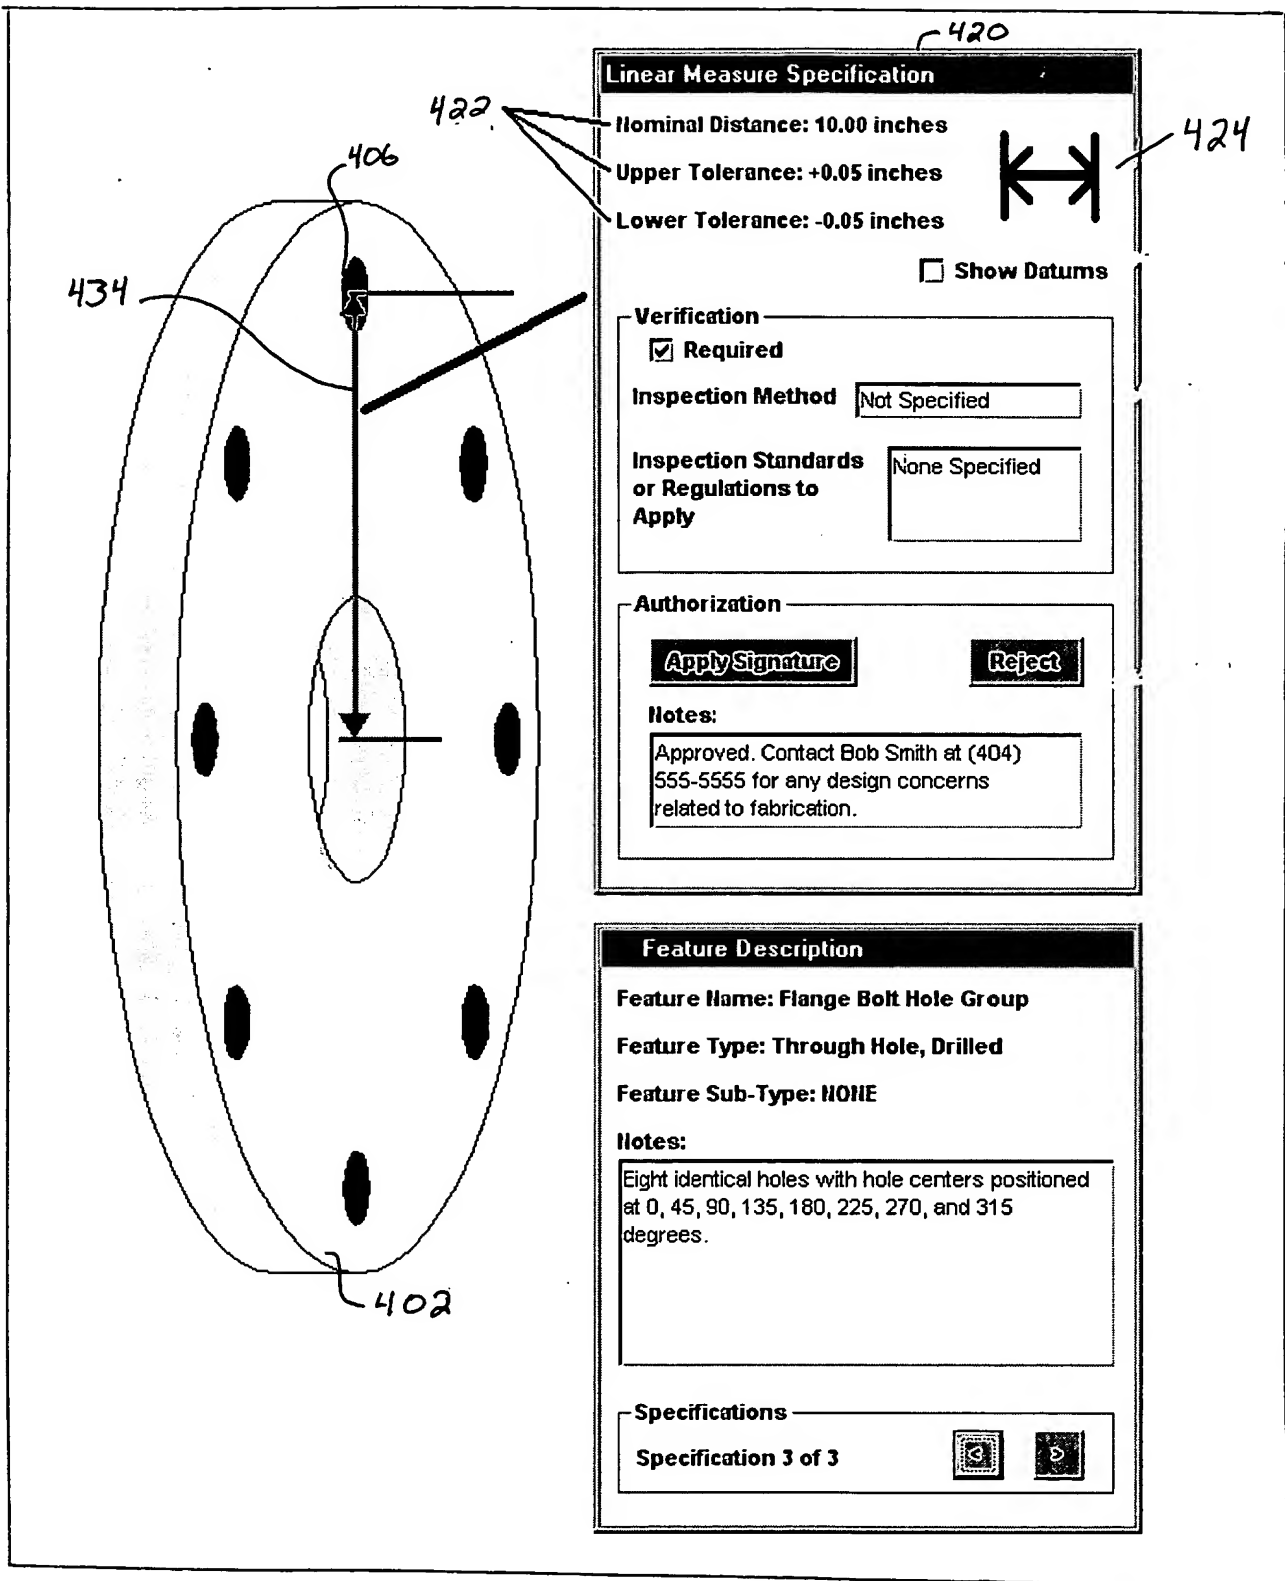 420
Linear Measure Specification
422
Nominal Distance: 10.00 inches
424
406
Upper Tolerance: +0.05 inches
Lower Tolerance: -0.05 inches
Show Datums
434
Verification
Required
Inspection Method Not Specified
Inspection Standards
or Regulations to
Apply
None Specified
Authorization
Apply Signature Reject
Notes:
Approved. Contact Bob Smith at (404)
555-5555 for any design concerns
related to fabrication.
Feature Description
Feature Name: Flange Bolt Hole Group
Feature Type: Through Hole, Drilled
Feature Sub-Type: NONE
Notes:
Eight identical holes with hole centers positioned
at 0, 45, 90, 135, 180, 225, 270, and 315
degrees.
402
Specifications
Specification 3 of 3 < >